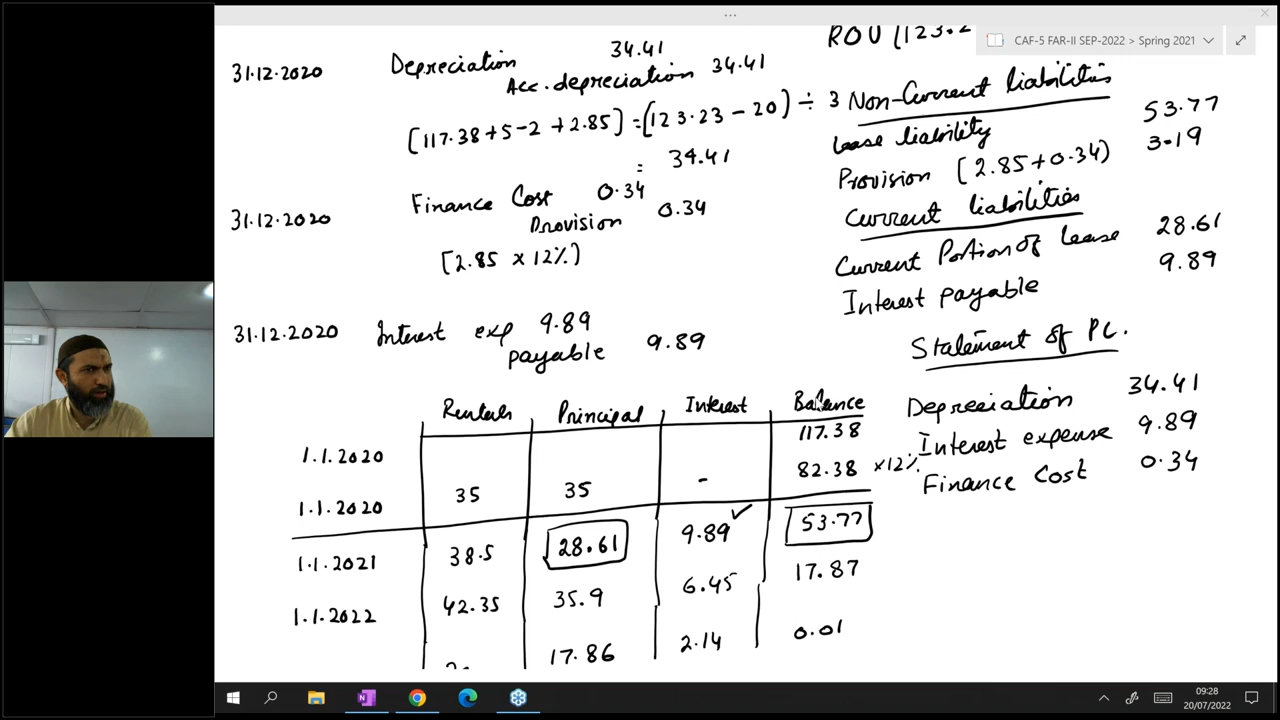 CAF-5 FAR-II SEP-2022 > Spring 2021
31.12.2020 Depreciation 34.41
Acc. depreciation 34.41
[117.38+5-2+2.85] = [123.23 - 20) ÷ 3
= 34.41
31.12.2020 Finance Cost 0.34
Provision 0.34
[2.85 x 12%)
31.12.2020 Interest exp 9.89
payable 9.89
Rentals Principal Interest Balance
1.1.2020 117.38
1.1.2020 35 35 - 82.38 x12%
1.1.2021 38.5 28.61 9.89 ✓ 53.77
1.1.2022 42.35 35.9 6.45 17.87
17.86 2.14 0.01
ROU [123.2
Non-Current liabilities
Lease liability 53.77
Provision [2.85+0.34) 3.19
Current liabilities
Current Portion of Lease 28.61
Interest payable 9.89
Statement of PL.
Depreciation 34.41
Interest expense 9.89
Finance Cost 0.34
09:28
20/07/2022